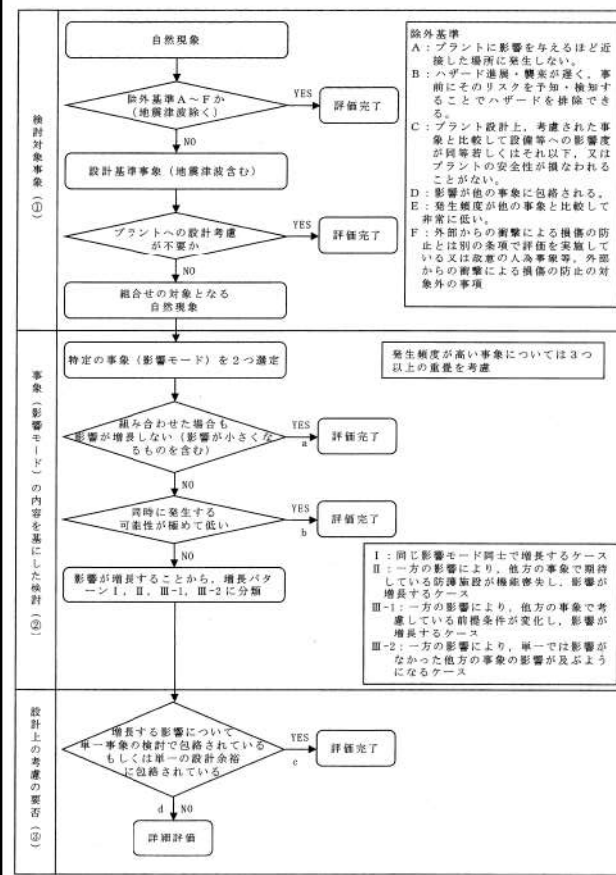 検討対象事象(①)
自然現象
除外基準A～Fか
(地震津波除く)
YES
評価完了
NO
設計基準事象(地震津波含む)
プラントへの設計考慮
が不要か
YES
評価完了
NO
組合せの対象となる
自然現象
除外基準
A：プラントに影響を与えるほど近
接した場所に発生しない。
B：ハザード進展・襲来が遅く，事
前にそのリスクを予知・検知す
ることでハザードを排除でき
る。
C：プラント設計上，考慮された事
象と比較して設備等への影響度
が同等若しくはそれ以下，又は
プラントの安全性が損なわれる
ことがない。
D：影響が他の事象に包絡される。
E：発生頻度が他の事象と比較して
非常に低い。
F：外部からの衝撃による損傷の防
止とは別の条項で評価を実施して
いる又は故意の人為事象等，外部
からの衝撃による損傷の防止の対
象外の事項
事象(影響モード)の内容を基にした検討(②)
特定の事象(影響モード)を2つ選定
発生頻度が高い事象については3つ
以上の重畳を考慮
組み合わせた場合も
影響が増長しない(影響が小さくな
るものを含む)
YES
a
評価完了
NO
同時に発生する
可能性が極めて低い
YES
b
評価完了
NO
影響が増長することから，増長パタ
ーンⅠ，Ⅱ，Ⅲ-1，Ⅲ-2に分類
Ⅰ：同じ影響モード同士で増長するケース
Ⅱ：一方の影響により，他方の事象で期待
している防護施設が機能喪失し，影響が
増長するケース
Ⅲ-1：一方の影響により，他方の事象で考
慮している前提条件が変化し，影響が
増長するケース
Ⅲ-2：一方の影響により，単一では影響が
なかった他方の事象の影響が及ぶよう
になるケース
設計上の考慮の要否(③)
増長する影響について
単一事象の検討で包絡されている
もしくは単一の設計余裕
に包絡されている
YES
c
評価完了
d NO
詳細評価